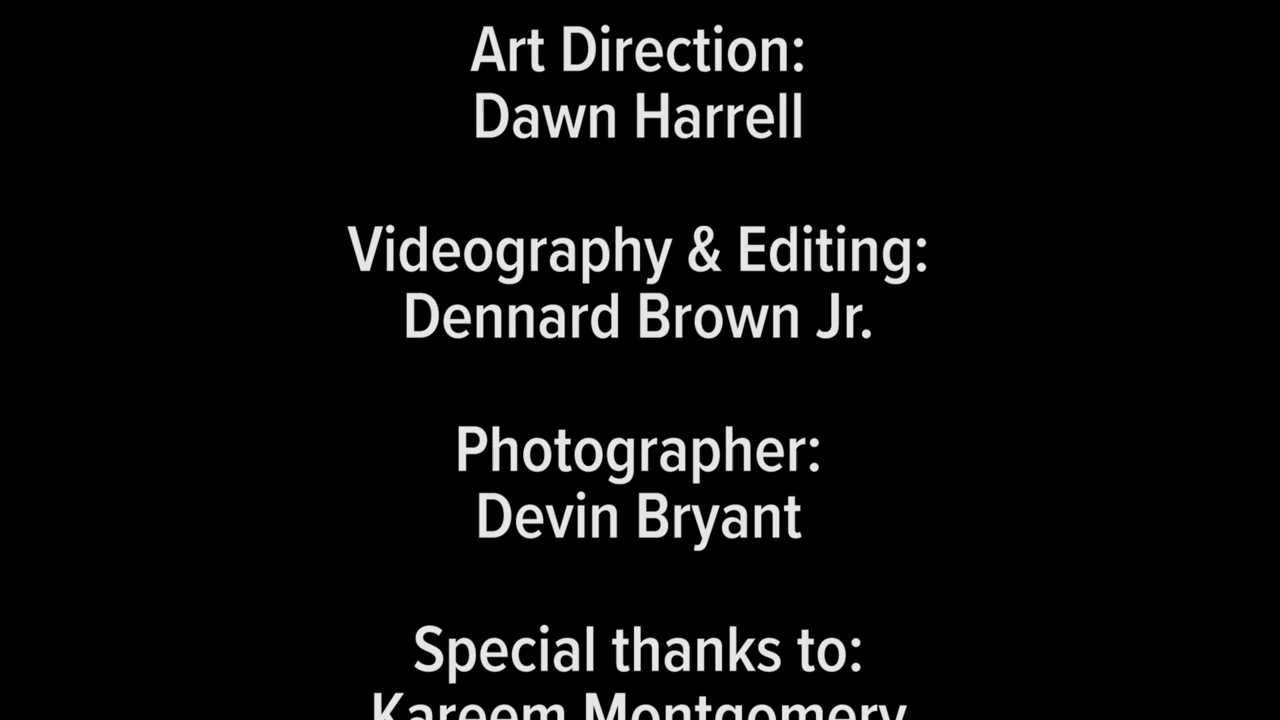 Art Direction:
Dawn Harrell
Videography & Editing:
Dennard Brown Jr.
Photographer:
Devin Bryant
Special thanks to:
Kareem Montgomery